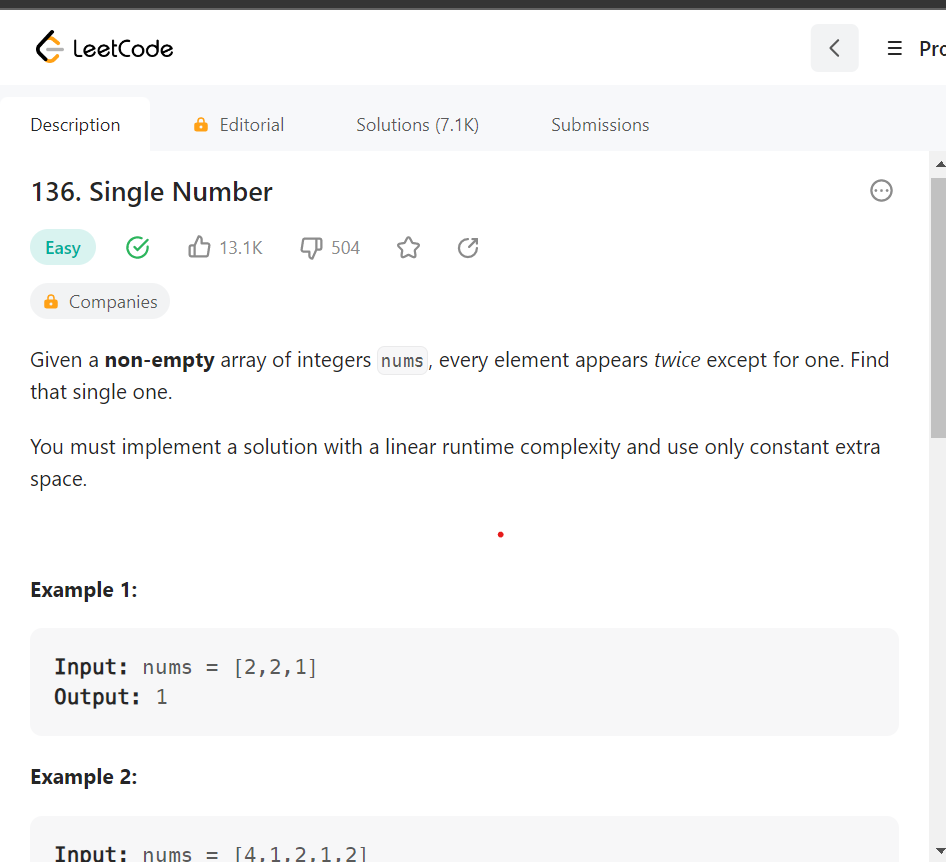 LeetCode
Description Editorial Solutions (7.1K) Submissions
136. Single Number
Easy 13.1K 504
Companies
Given a non-empty array of integers nums, every element appears twice except for one. Find
that single one.
You must implement a solution with a linear runtime complexity and use only constant extra
space.
Example 1:
Input: nums = [2,2,1]
Output: 1
Example 2:
Input: nums = [4,1,2,1,2]